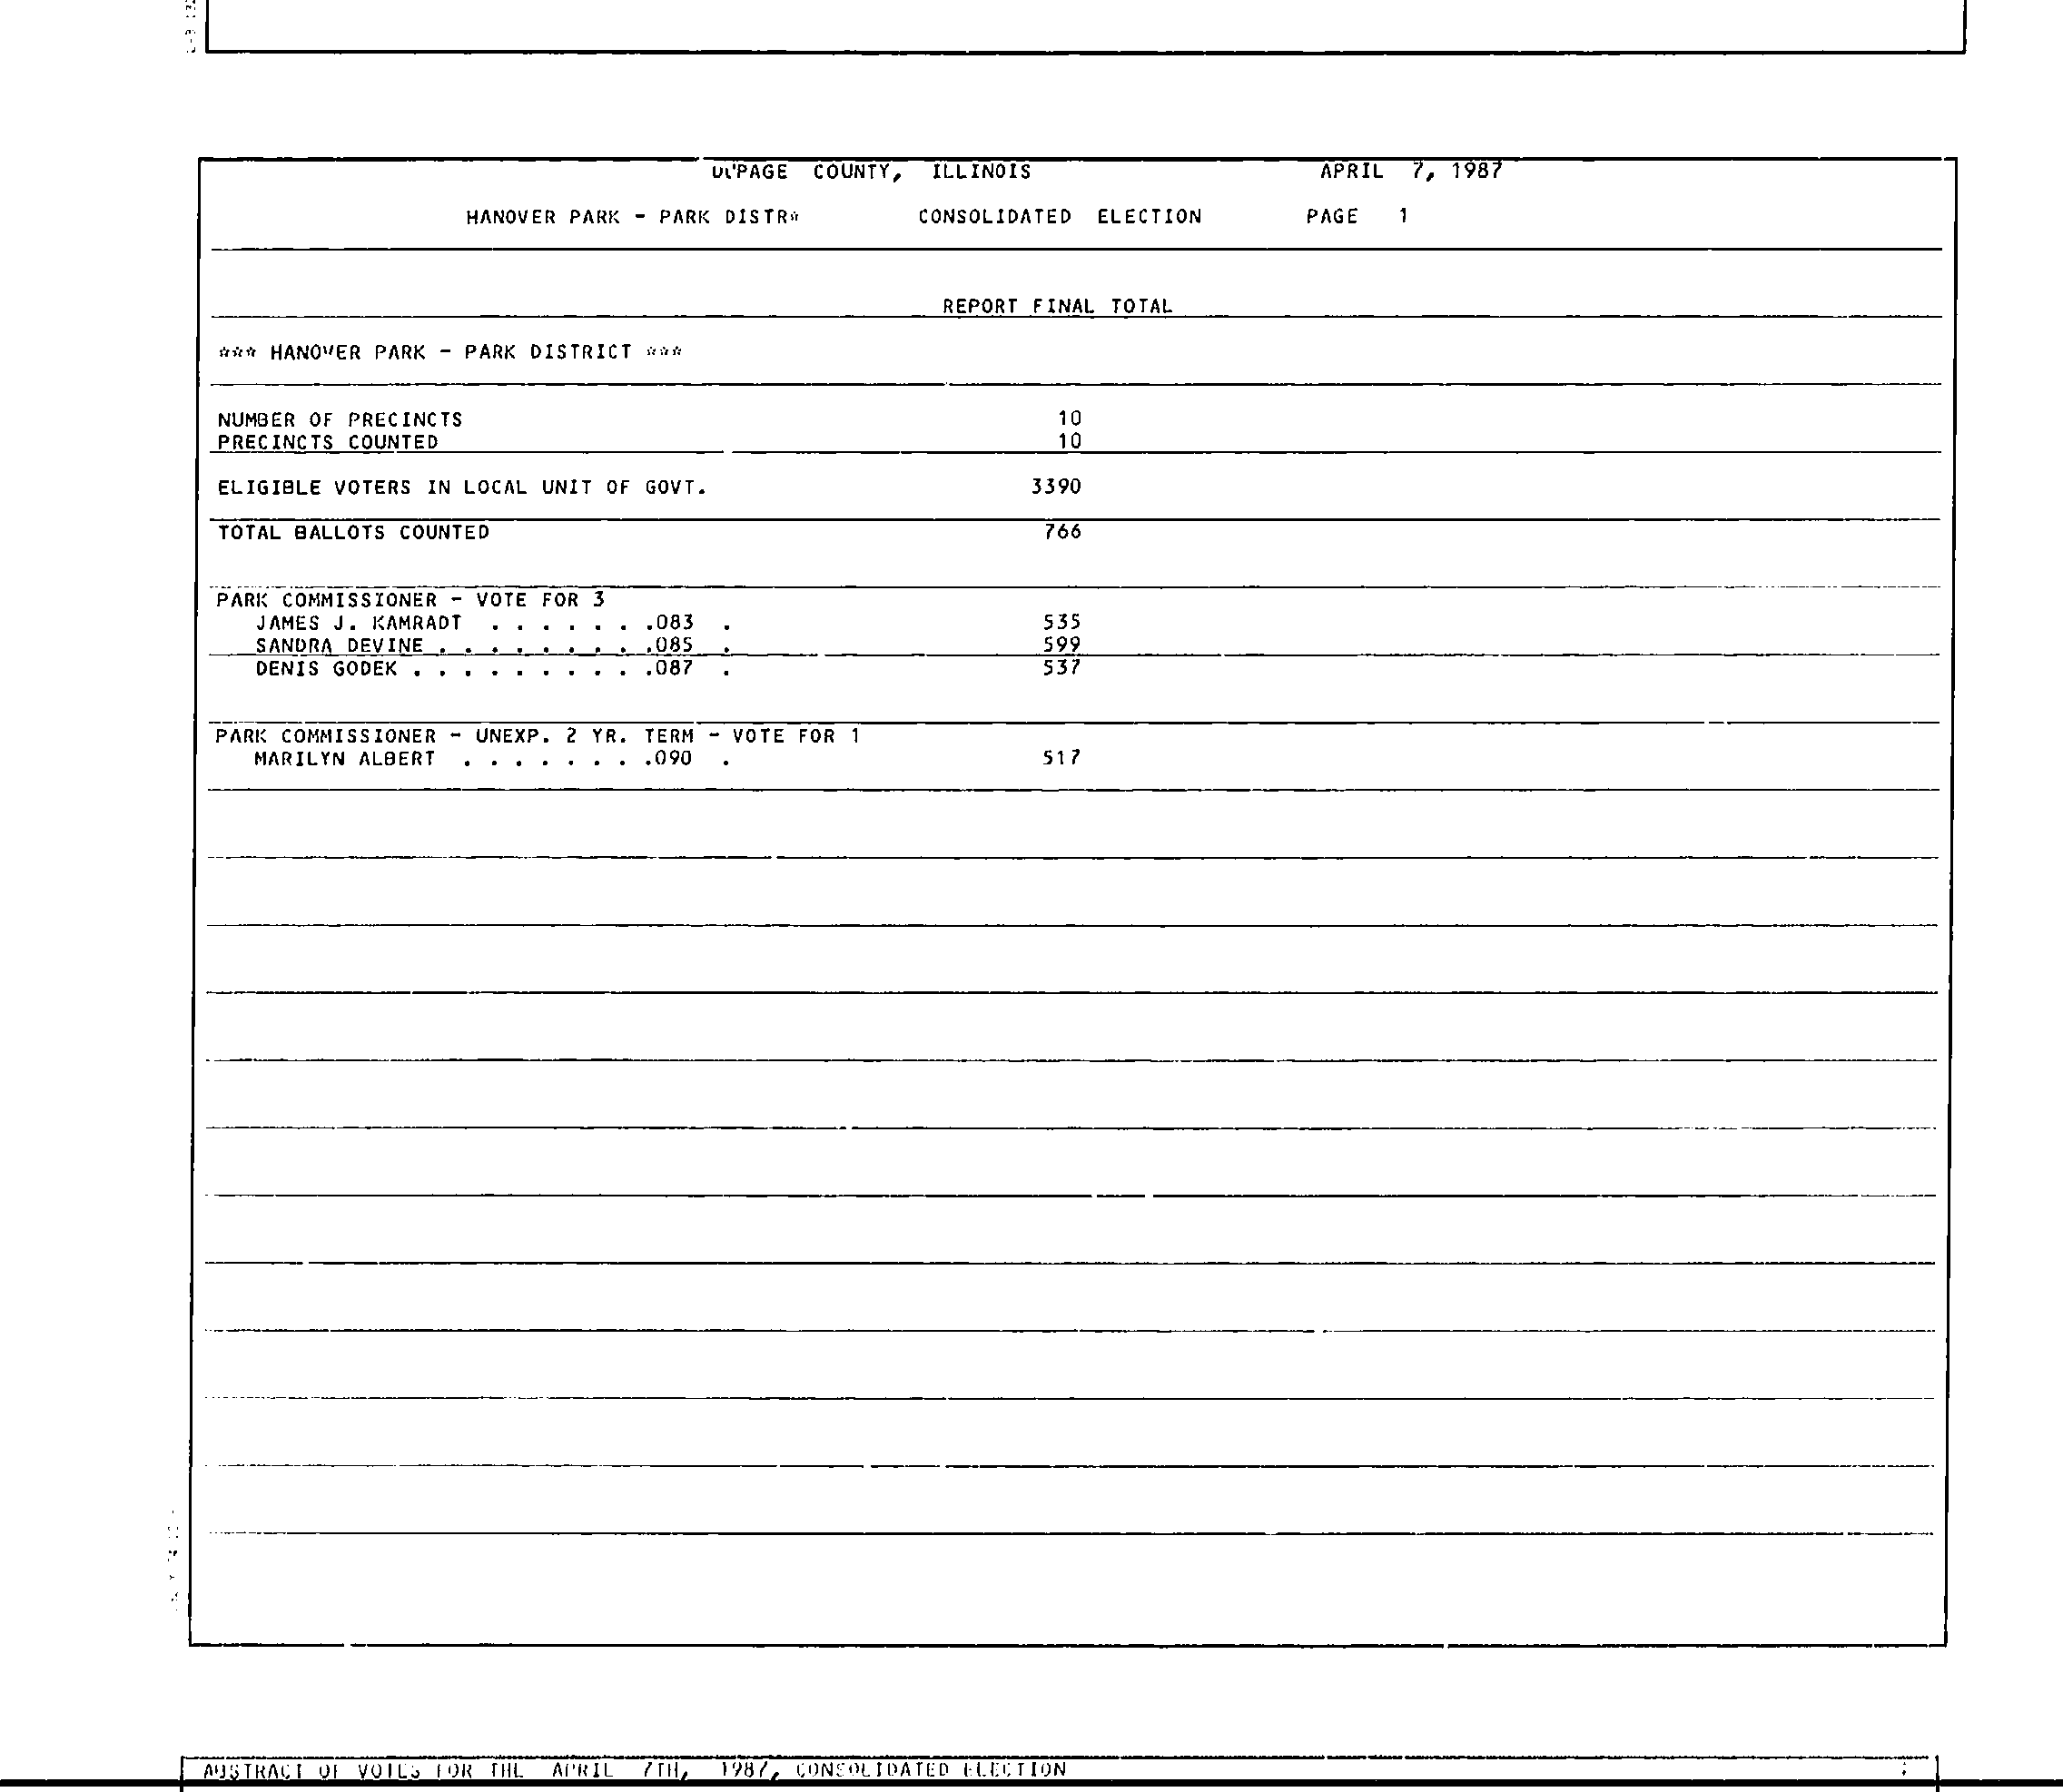 DUPAGE COUNTY, ILLINOIS APRIL 7, 1987
HANOVER PARK - PARK DISTR* CONSOLIDATED ELECTION PAGE 1
REPORT FINAL TOTAL
*** HANOVER PARK - PARK DISTRICT ***
NUMBER OF PRECINCTS 10
PRECINCTS COUNTED 10
ELIGIBLE VOTERS IN LOCAL UNIT OF GOVT. 3390
TOTAL BALLOTS COUNTED 766
PARK COMMISSIONER - VOTE FOR 3
JAMES J. KAMRADT . . . . . . .083 . 535
SANDRA DEVINE . . . . . . . . .085 . 599
DENIS GODEK . . . . . . . . . .087 . 537
PARK COMMISSIONER - UNEXP. 2 YR. TERM - VOTE FOR 1
MARILYN ALBERT . . . . . . . .090 . 517
ABSTRACT OF VOTES FOR THE APRIL 7TH, 1987, CONSOLIDATED ELECTION